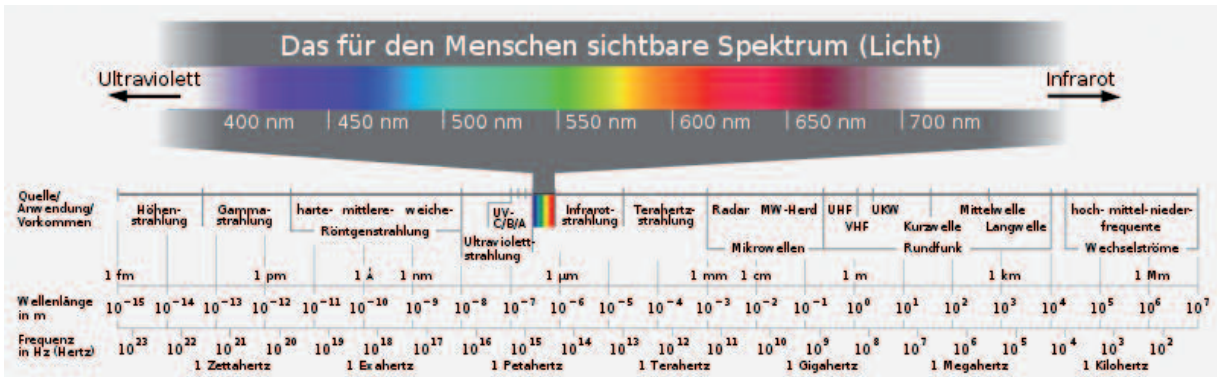 Das für den Menschen sichtbare Spektrum (Licht)
Ultraviolett
Infrarot
400 nm | 450 nm | 500 nm | 550 nm | 600 nm | 650 nm | 700 nm
Quelle/
Anwendung/
Vorkommen
Höhen-
strahlung
Gamma-
strahlung
harte- mittlere- weiche-
Röntgenstrahlung
UV-
C/B/A
Ultraviolett-
strahlung
Infrarot-
strahlung
Terahertz-
strahlung
Radar MW-Herd
Mikrowellen
UHF UKW Mittelwelle
VHF Kurzwelle Langwelle
Rundfunk
hoch- mittel- nieder-
frequente
Wechselströme
1 fm 1 pm 1 Å 1 nm 1 µm 1 mm 1 cm 1 m 1 km 1 Mm
Wellenlänge
in m
10⁻¹⁵ 10⁻¹⁴ 10⁻¹³ 10⁻¹² 10⁻¹¹ 10⁻¹⁰ 10⁻⁹ 10⁻⁸ 10⁻⁷ 10⁻⁶ 10⁻⁵ 10⁻⁴ 10⁻³ 10⁻² 10⁻¹ 10⁰ 10¹ 10² 10³ 10⁴ 10⁵ 10⁶ 10⁷
Frequenz
in Hz (Hertz)
10²³ 10²² 10²¹ 10²⁰ 10¹⁹ 10¹⁸ 10¹⁷ 10¹⁶ 10¹⁵ 10¹⁴ 10¹³ 10¹² 10¹¹ 10¹⁰ 10⁹ 10⁸ 10⁷ 10⁶ 10⁵ 10⁴ 10³ 10²
1 Zettahertz 1 Exahertz 1 Petahertz 1 Terahertz 1 Gigahertz 1 Megahertz 1 Kilohertz